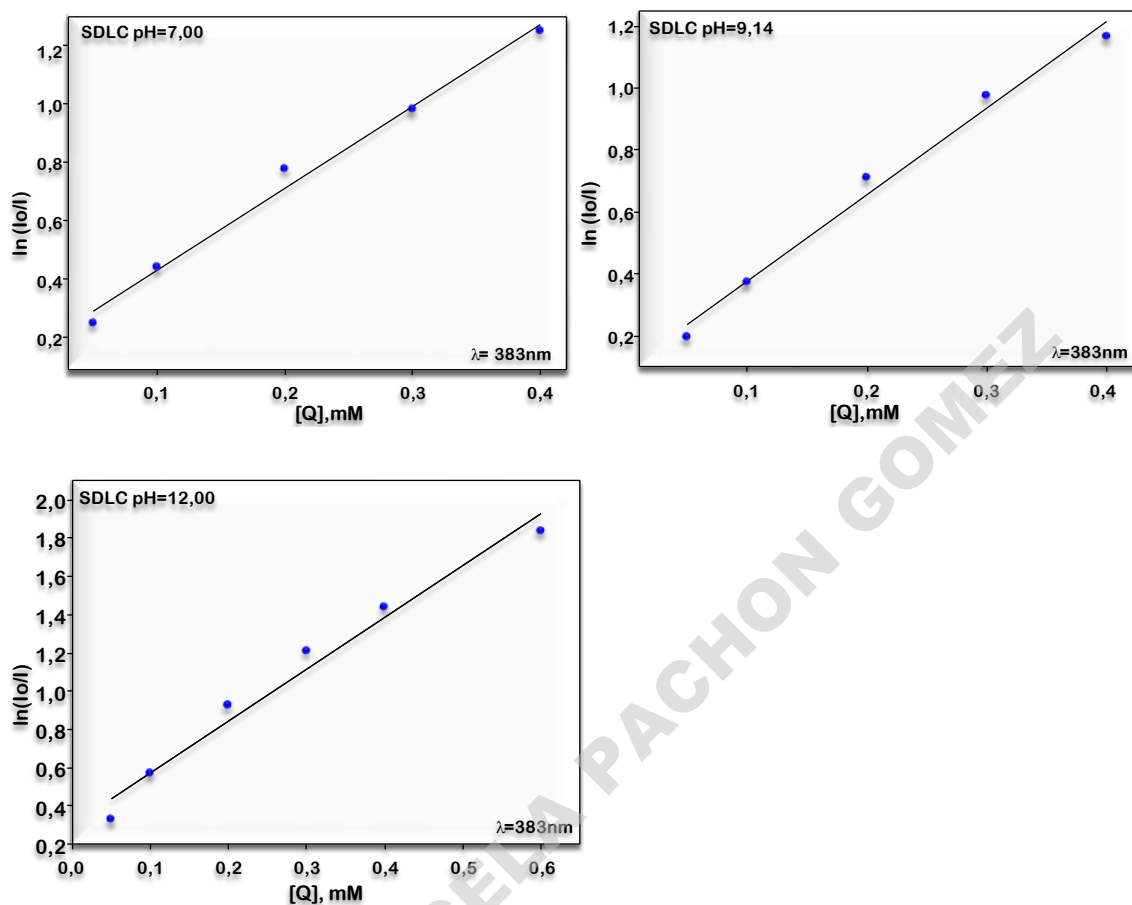 SDLC pH=7,00
1,2
1,0
0,8
0,6
0,4
0,2
ln (Io/I)
λ= 383nm
0,1 0,2 0,3 0,4
[Q],mM
SDLC pH=9,14
1,2
1,0
0,8
0,6
0,4
0,2
ln (Io/I)
λ=383nm
0,1 0,2 0,3 0,4
[Q],mM
SDLC pH=12,00
2,0
1,8
1,6
1,4
1,2
1,0
0,8
0,6
0,4
0,2
ln(Io/I)
λ=383nm
0,0 0,1 0,2 0,3 0,4 0,5 0,6
[Q], mM
SELA PACHON GOMEZ